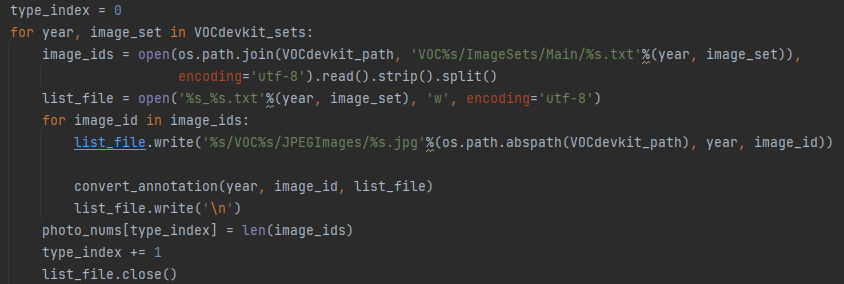 type_index = 0
for year, image_set in VOCdevkit_sets:
    image_ids = open(os.path.join(VOCdevkit_path, 'VOC%s/ImageSets/Main/%s.txt'%(year, image_set)),
                     encoding='utf-8').read().strip().split()
    list_file = open('%s_%s.txt'%(year, image_set), 'w', encoding='utf-8')
    for image_id in image_ids:
        list_file.write('%s/VOC%s/JPEGImages/%s.jpg'%(os.path.abspath(VOCdevkit_path), year, image_id))

        convert_annotation(year, image_id, list_file)
        list_file.write('\n')
    photo_nums[type_index] = len(image_ids)
    type_index += 1
    list_file.close()